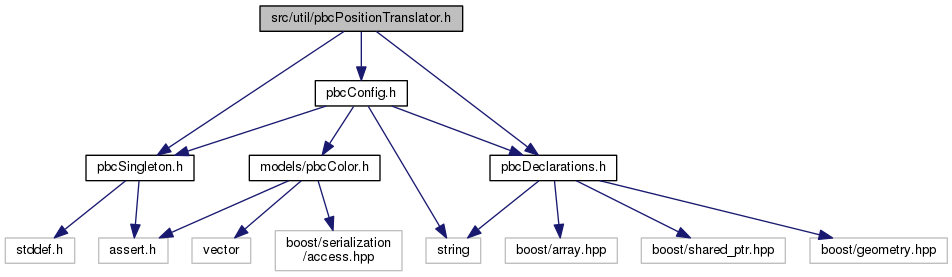 src/util/pbcPositionTranslator.h
pbcConfig.h
pbcSingleton.h
models/pbcColor.h
pbcDeclarations.h
stddef.h
assert.h
vector
boost/serialization
/access.hpp
string
boost/array.hpp
boost/shared_ptr.hpp
boost/geometry.hpp